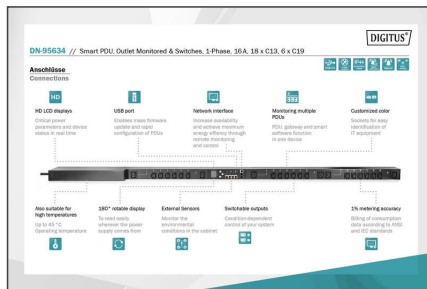 DIGITUS®
DN-95634 // Smart PDU, Outlet Monitored & Switches, 1-Phase, 16 A, 18 x C13, 6 x C19
Anschlüsse
Connections
HD
HD LCD displays
Critical power
parameters and device
status in real time
USB port
Enables mass firmware
update and rapid
configuration of PDUs
Network interface
Increase availability
and achieve maximum
energy efficiency through
remote monitoring
and control
Monitoring multiple
PDUs
PDU, gateway and smart
software function
in one device
Customized color
Sockets for easy
identification of
IT equipment
Also suitable for
high temperatures
Up to 45 °C
Operating temperature
180° rotable display
To read easily
wherever the power
supply comes from
External Sensors
Monitor the
environmental
conditions in the cabinet
Switchable outputs
Condition-dependent
control of your system
1% metering accuracy
Billing of consumption
data according to ANSI
and IEC standards